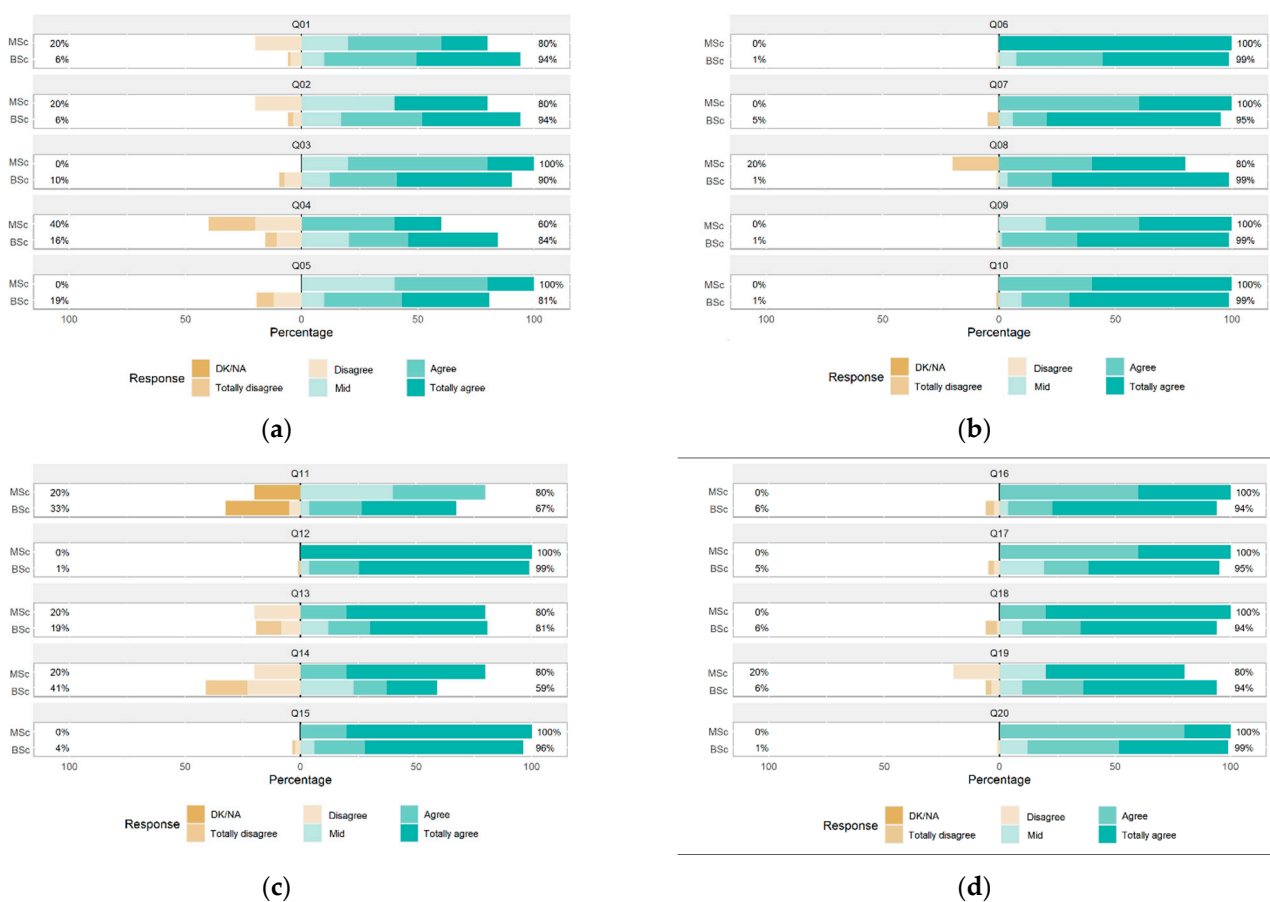 Q01
MSc 20% 80%
BSc 6% 94%
Q02
MSc 20% 80%
BSc 6% 94%
Q03
MSc 0% 100%
BSc 10% 90%
Q04
MSc 40% 60%
BSc 16% 84%
Q05
MSc 0% 100%
BSc 19% 81%
100 50 0 50 100
Percentage
Response
DK/NA Disagree Agree
Totally disagree Mid Totally agree
(a)
Q06
MSc 0% 100%
BSc 1% 99%
Q07
MSc 0% 100%
BSc 5% 95%
Q08
MSc 20% 80%
BSc 1% 99%
Q09
MSc 0% 100%
BSc 1% 99%
Q10
MSc 0% 100%
BSc 1% 99%
100 50 0 50 100
Percentage
Response
DK/NA Disagree Agree
Totally disagree Mid Totally agree
(b)
Q11
MSc 20% 80%
BSc 33% 67%
Q12
MSc 0% 100%
BSc 1% 99%
Q13
MSc 20% 80%
BSc 19% 81%
Q14
MSc 20% 80%
BSc 41% 59%
Q15
MSc 0% 100%
BSc 4% 96%
100 50 0 50 100
Percentage
Response
DK/NA Disagree Agree
Totally disagree Mid Totally agree
(c)
Q16
MSc 0% 100%
BSc 6% 94%
Q17
MSc 0% 100%
BSc 5% 95%
Q18
MSc 0% 100%
BSc 6% 94%
Q19
MSc 20% 80%
BSc 6% 94%
Q20
MSc 0% 100%
BSc 1% 99%
100 50 0 50 100
Percentage
Response
DK/NA Disagree Agree
Totally disagree Mid Totally agree
(d)